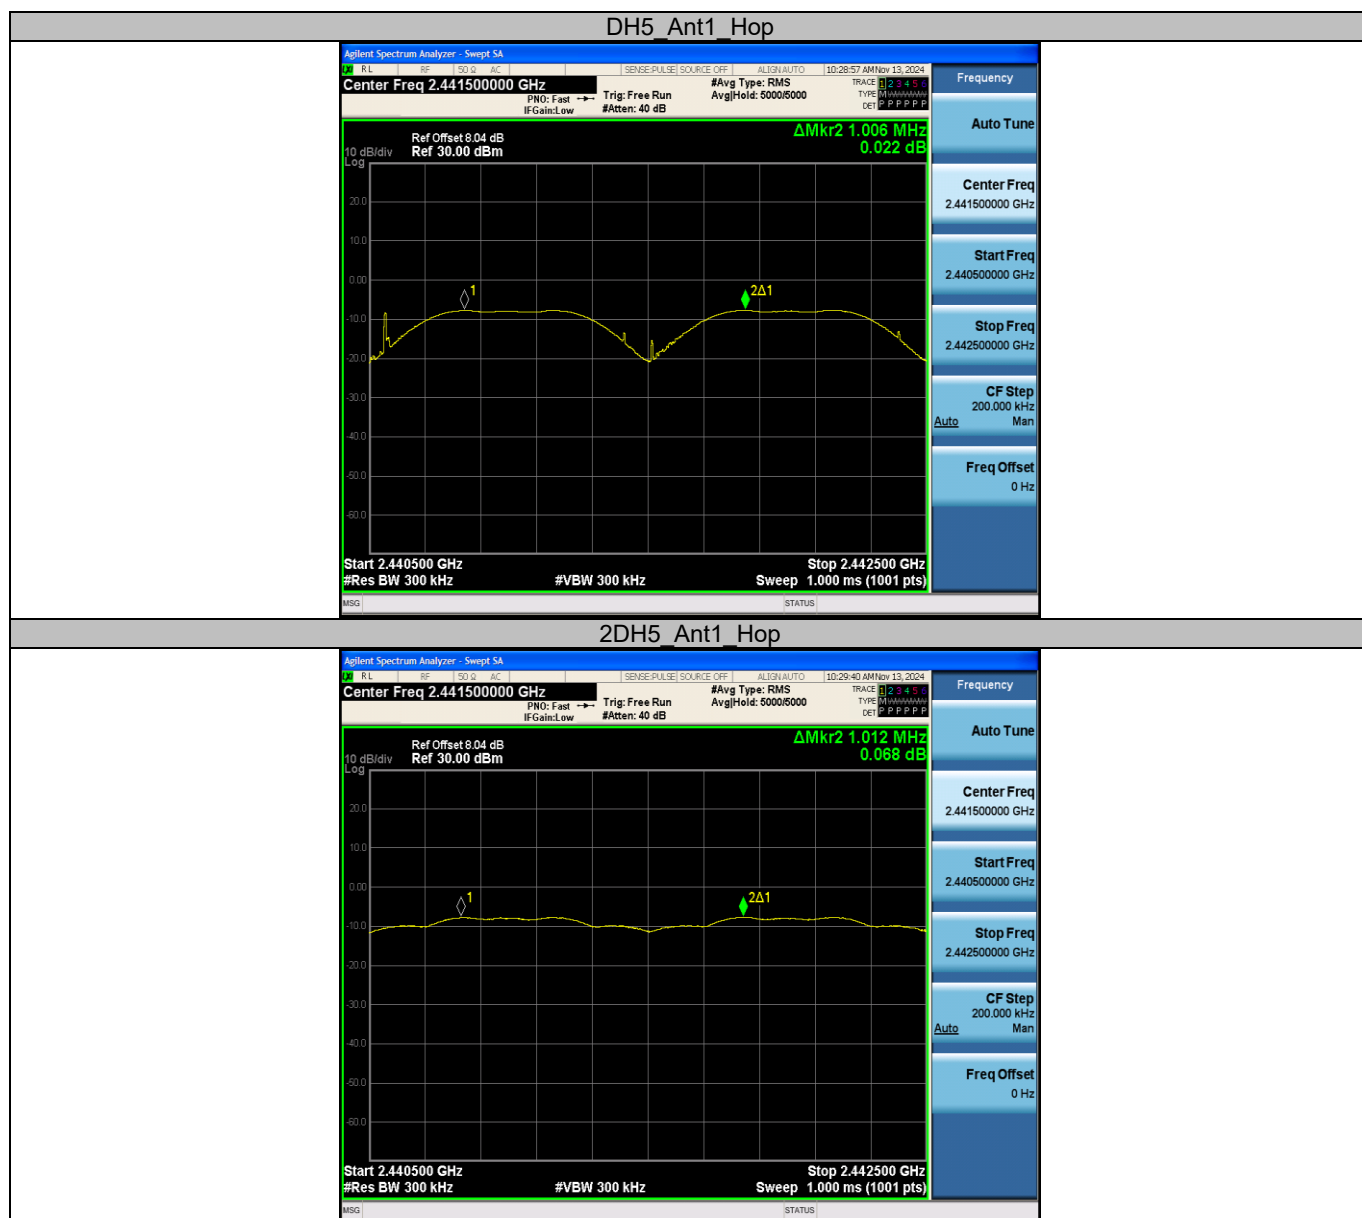 DH5_Ant1_Hop
Agilent Spectrum Analyzer - Swept SA
RL RF 50 Ω AC SENSE:PULSE SOURCE OFF ALIGN AUTO 10:28:57 AM Nov 13, 2024
Center Freq 2.441500000 GHz
PNO: Fast
IFGain:Low
Trig: Free Run
#Atten: 40 dB
#Avg Type: RMS
Avg|Hold: 5000/5000
TRACE 1 2 3 4 5 6
TYPE M
DET P P P P P P
ΔMkr2 1.006 MHz
0.022 dB
Ref Offset 8.04 dB
10 dB/div Ref 30.00 dBm
Log
20.0
10.0
0.00
-10.0
-20.0
-30.0
-40.0
-50.0
-60.0
1
2Δ1
Start 2.440500 GHz Stop 2.442500 GHz
#Res BW 300 kHz #VBW 300 kHz Sweep 1.000 ms (1001 pts)
MSG STATUS
Frequency
Auto Tune
Center Freq
2.441500000 GHz
Start Freq
2.440500000 GHz
Stop Freq
2.442500000 GHz
CF Step
200.000 kHz
Auto Man
Freq Offset
0 Hz
2DH5_Ant1_Hop
Agilent Spectrum Analyzer - Swept SA
RL RF 50 Ω AC SENSE:PULSE SOURCE OFF ALIGN AUTO 10:29:40 AM Nov 13, 2024
Center Freq 2.441500000 GHz
PNO: Fast
IFGain:Low
Trig: Free Run
#Atten: 40 dB
#Avg Type: RMS
Avg|Hold: 5000/5000
TRACE 1 2 3 4 5 6
TYPE M
DET P P P P P P
ΔMkr2 1.012 MHz
0.068 dB
Ref Offset 8.04 dB
10 dB/div Ref 30.00 dBm
Log
20.0
10.0
0.00
-10.0
-20.0
-30.0
-40.0
-50.0
-60.0
1
2Δ1
Start 2.440500 GHz Stop 2.442500 GHz
#Res BW 300 kHz #VBW 300 kHz Sweep 1.000 ms (1001 pts)
MSG STATUS
Frequency
Auto Tune
Center Freq
2.441500000 GHz
Start Freq
2.440500000 GHz
Stop Freq
2.442500000 GHz
CF Step
200.000 kHz
Auto Man
Freq Offset
0 Hz